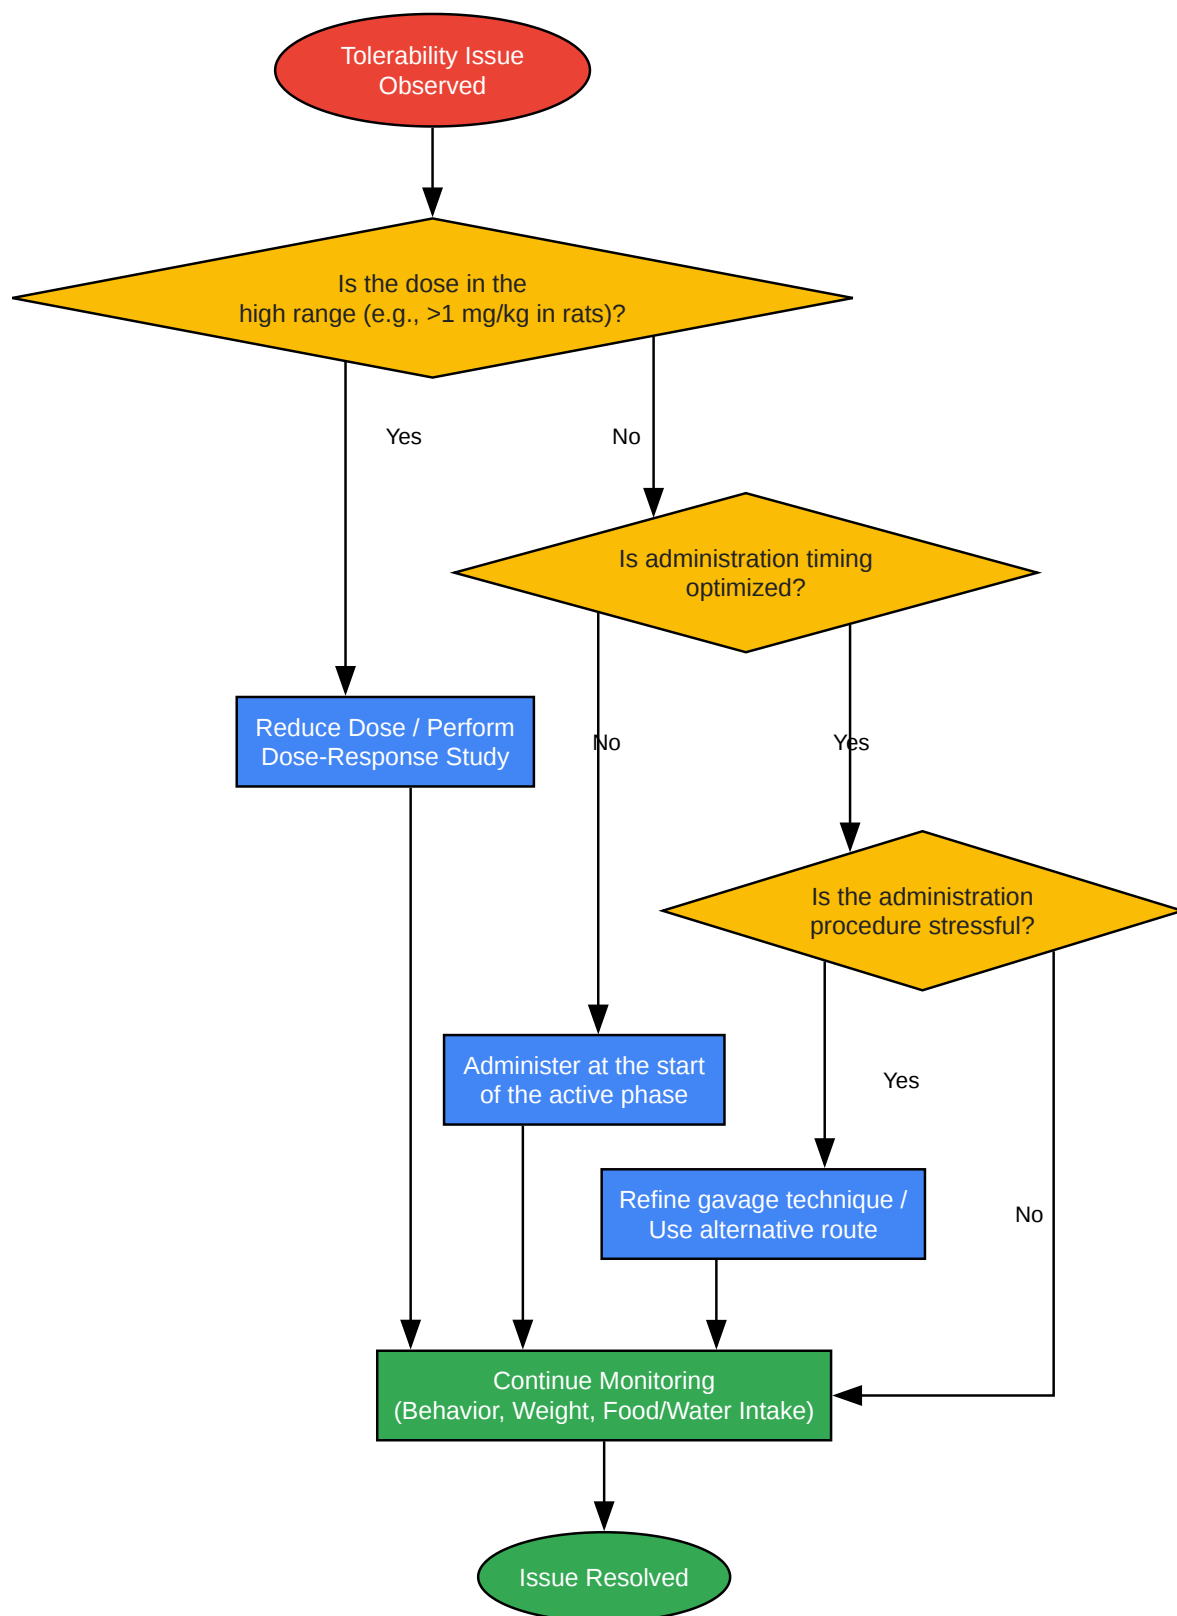 Tolerability Issue
Observed
Is the dose in the
high range (e.g., >1 mg/kg in rats)?
Yes
No
Is administration timing
optimized?
Reduce Dose / Perform
Dose-Response Study
No
Yes
Is the administration
procedure stressful?
Administer at the start
of the active phase
Yes
Refine gavage technique /
Use alternative route
No
Continue Monitoring
(Behavior, Weight, Food/Water Intake)
Issue Resolved